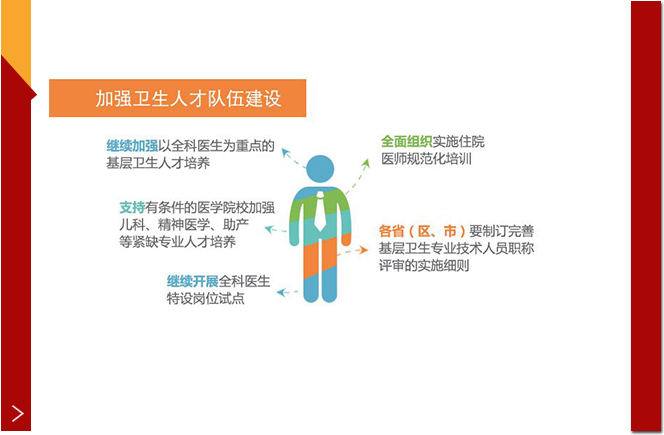 加强卫生人才队伍建设
继续加强以全科医生为重点的
基层卫生人才培养
全面组织实施住院
医师规范化培训
支持有条件的医学院校加强
儿科、精神医学、助产
等紧缺专业人才培养
各省（区、市）要制订完善
基层卫生专业技术人员职称
评审的实施细则
继续开展全科医生
特设岗位试点